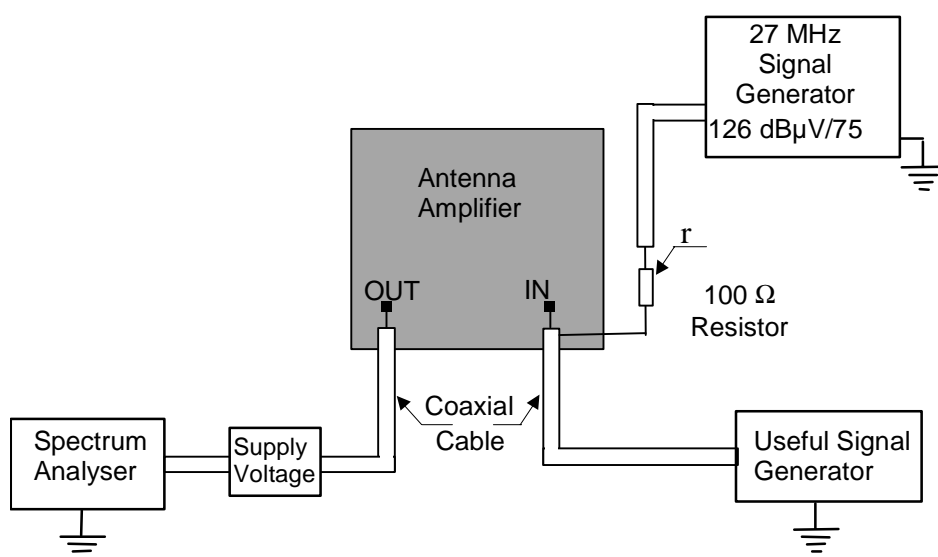 27 MHz
Signal
Generator
126 dBµV/75
Antenna
Amplifier
r
OUT
IN
100 Ω
Resistor
Coaxial
Cable
Spectrum
Analyser
Supply
Voltage
Useful Signal
Generator